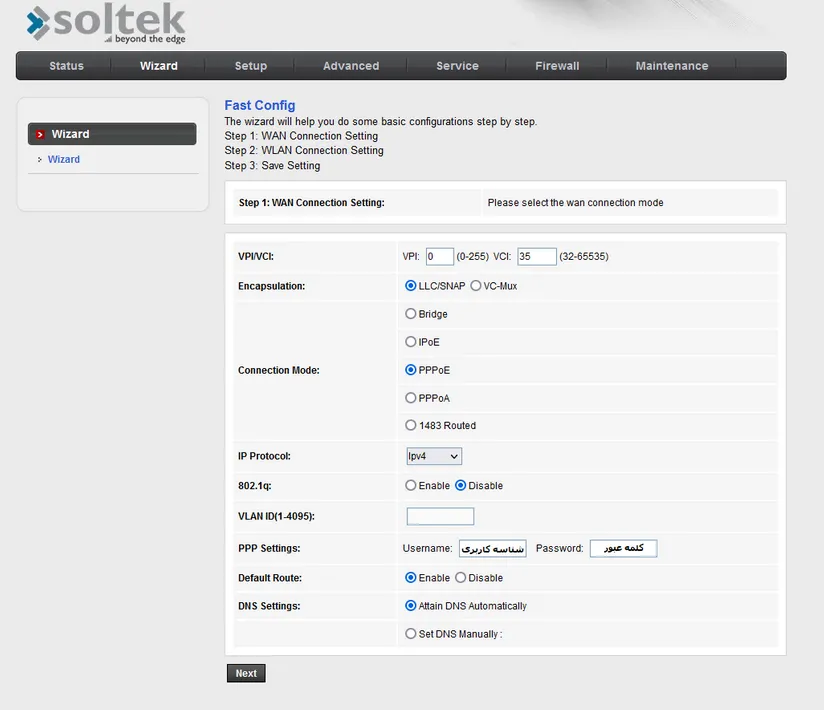 soltek
beyond the edge
Status Wizard Setup Advanced Service Firewall Maintenance
Wizard
Wizard
Fast Config
The wizard will help you do some basic configurations step by step.
Step 1: WAN Connection Setting
Step 2: WLAN Connection Setting
Step 3: Save Setting
Step 1: WAN Connection Setting: Please select the wan connection mode
VPI/VCI: VPI: 0 (0-255) VCI: 35 (32-65535)
Encapsulation: LLC/SNAP VC-Mux
Bridge
IPoE
Connection Mode: PPPoE
PPPoA
1483 Routed
IP Protocol: Ipv4
802.1q: Enable Disable
VLAN ID(1-4095):
PPP Settings: Username: شناسه کاربری Password: کلمه عبور
Default Route: Enable Disable
DNS Settings: Attain DNS Automatically
Set DNS Manually :
Next